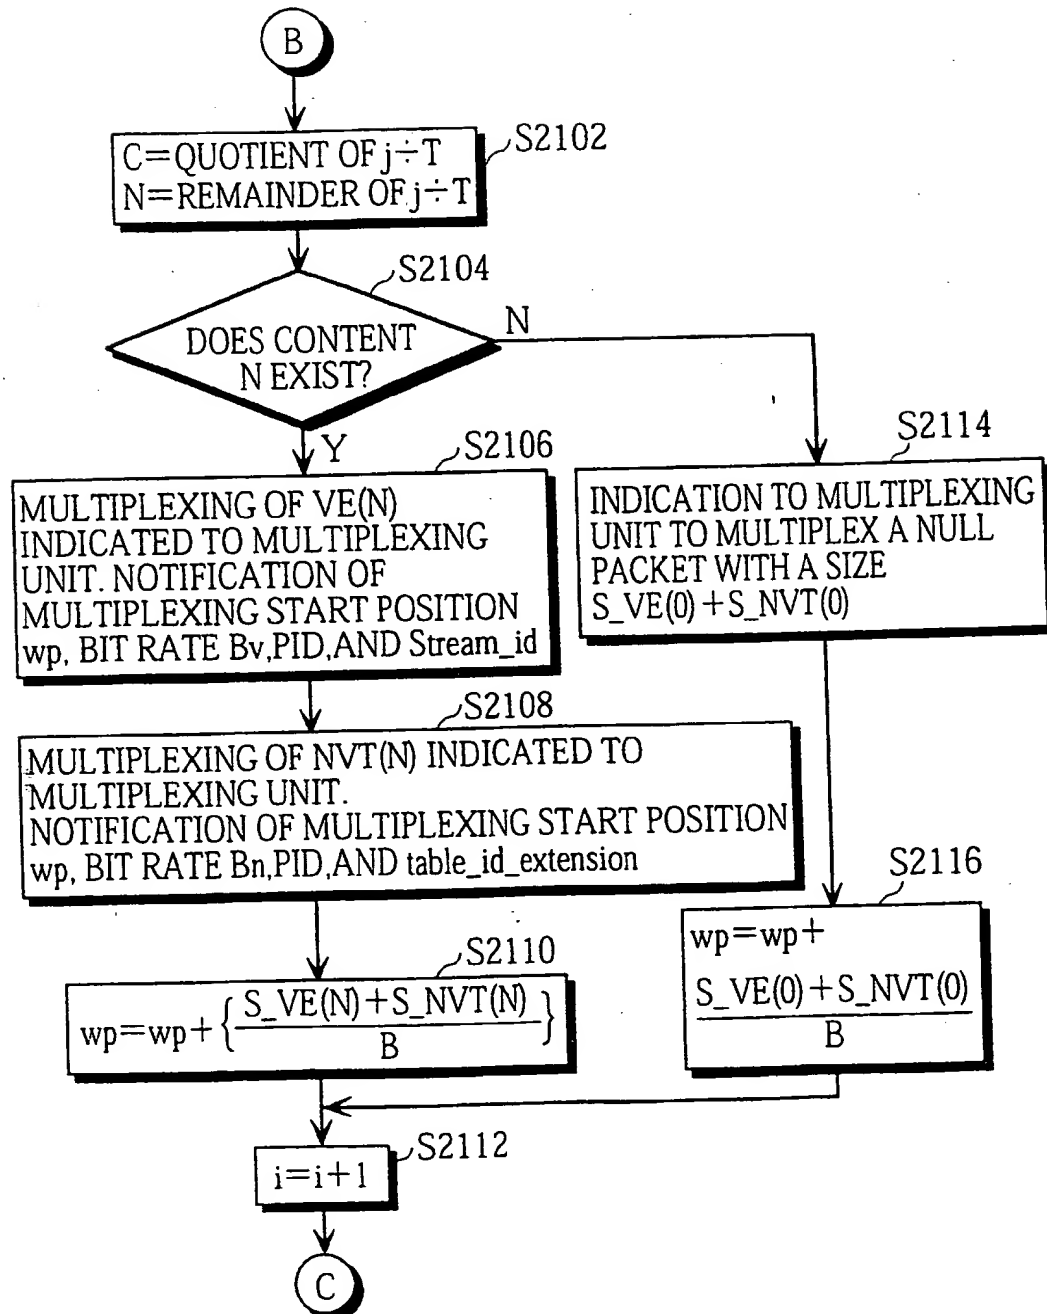 B
C=QUOTIENT OF j÷T
N=REMAINDER OF j÷T
S2102
S2104
DOES CONTENT
N EXIST?
N
Y
S2106
MULTIPLEXING OF VE(N)
INDICATED TO MULTIPLEXING
UNIT. NOTIFICATION OF
MULTIPLEXING START POSITION
wp, BIT RATE Bv,PID,AND Stream_id
S2114
INDICATION TO MULTIPLEXING
UNIT TO MULTIPLEX A NULL
PACKET WITH A SIZE
S_VE(0)+S_NVT(0)
S2108
MULTIPLEXING OF NVT(N) INDICATED TO
MULTIPLEXING UNIT.
NOTIFICATION OF MULTIPLEXING START POSITION
wp, BIT RATE Bn,PID,AND table_id_extension
S2116
wp=wp+
S_VE(0)+S_NVT(0)
B
S2110
wp=wp+{S_VE(N)+S_NVT(N)}
B
S2112
i=i+1
C